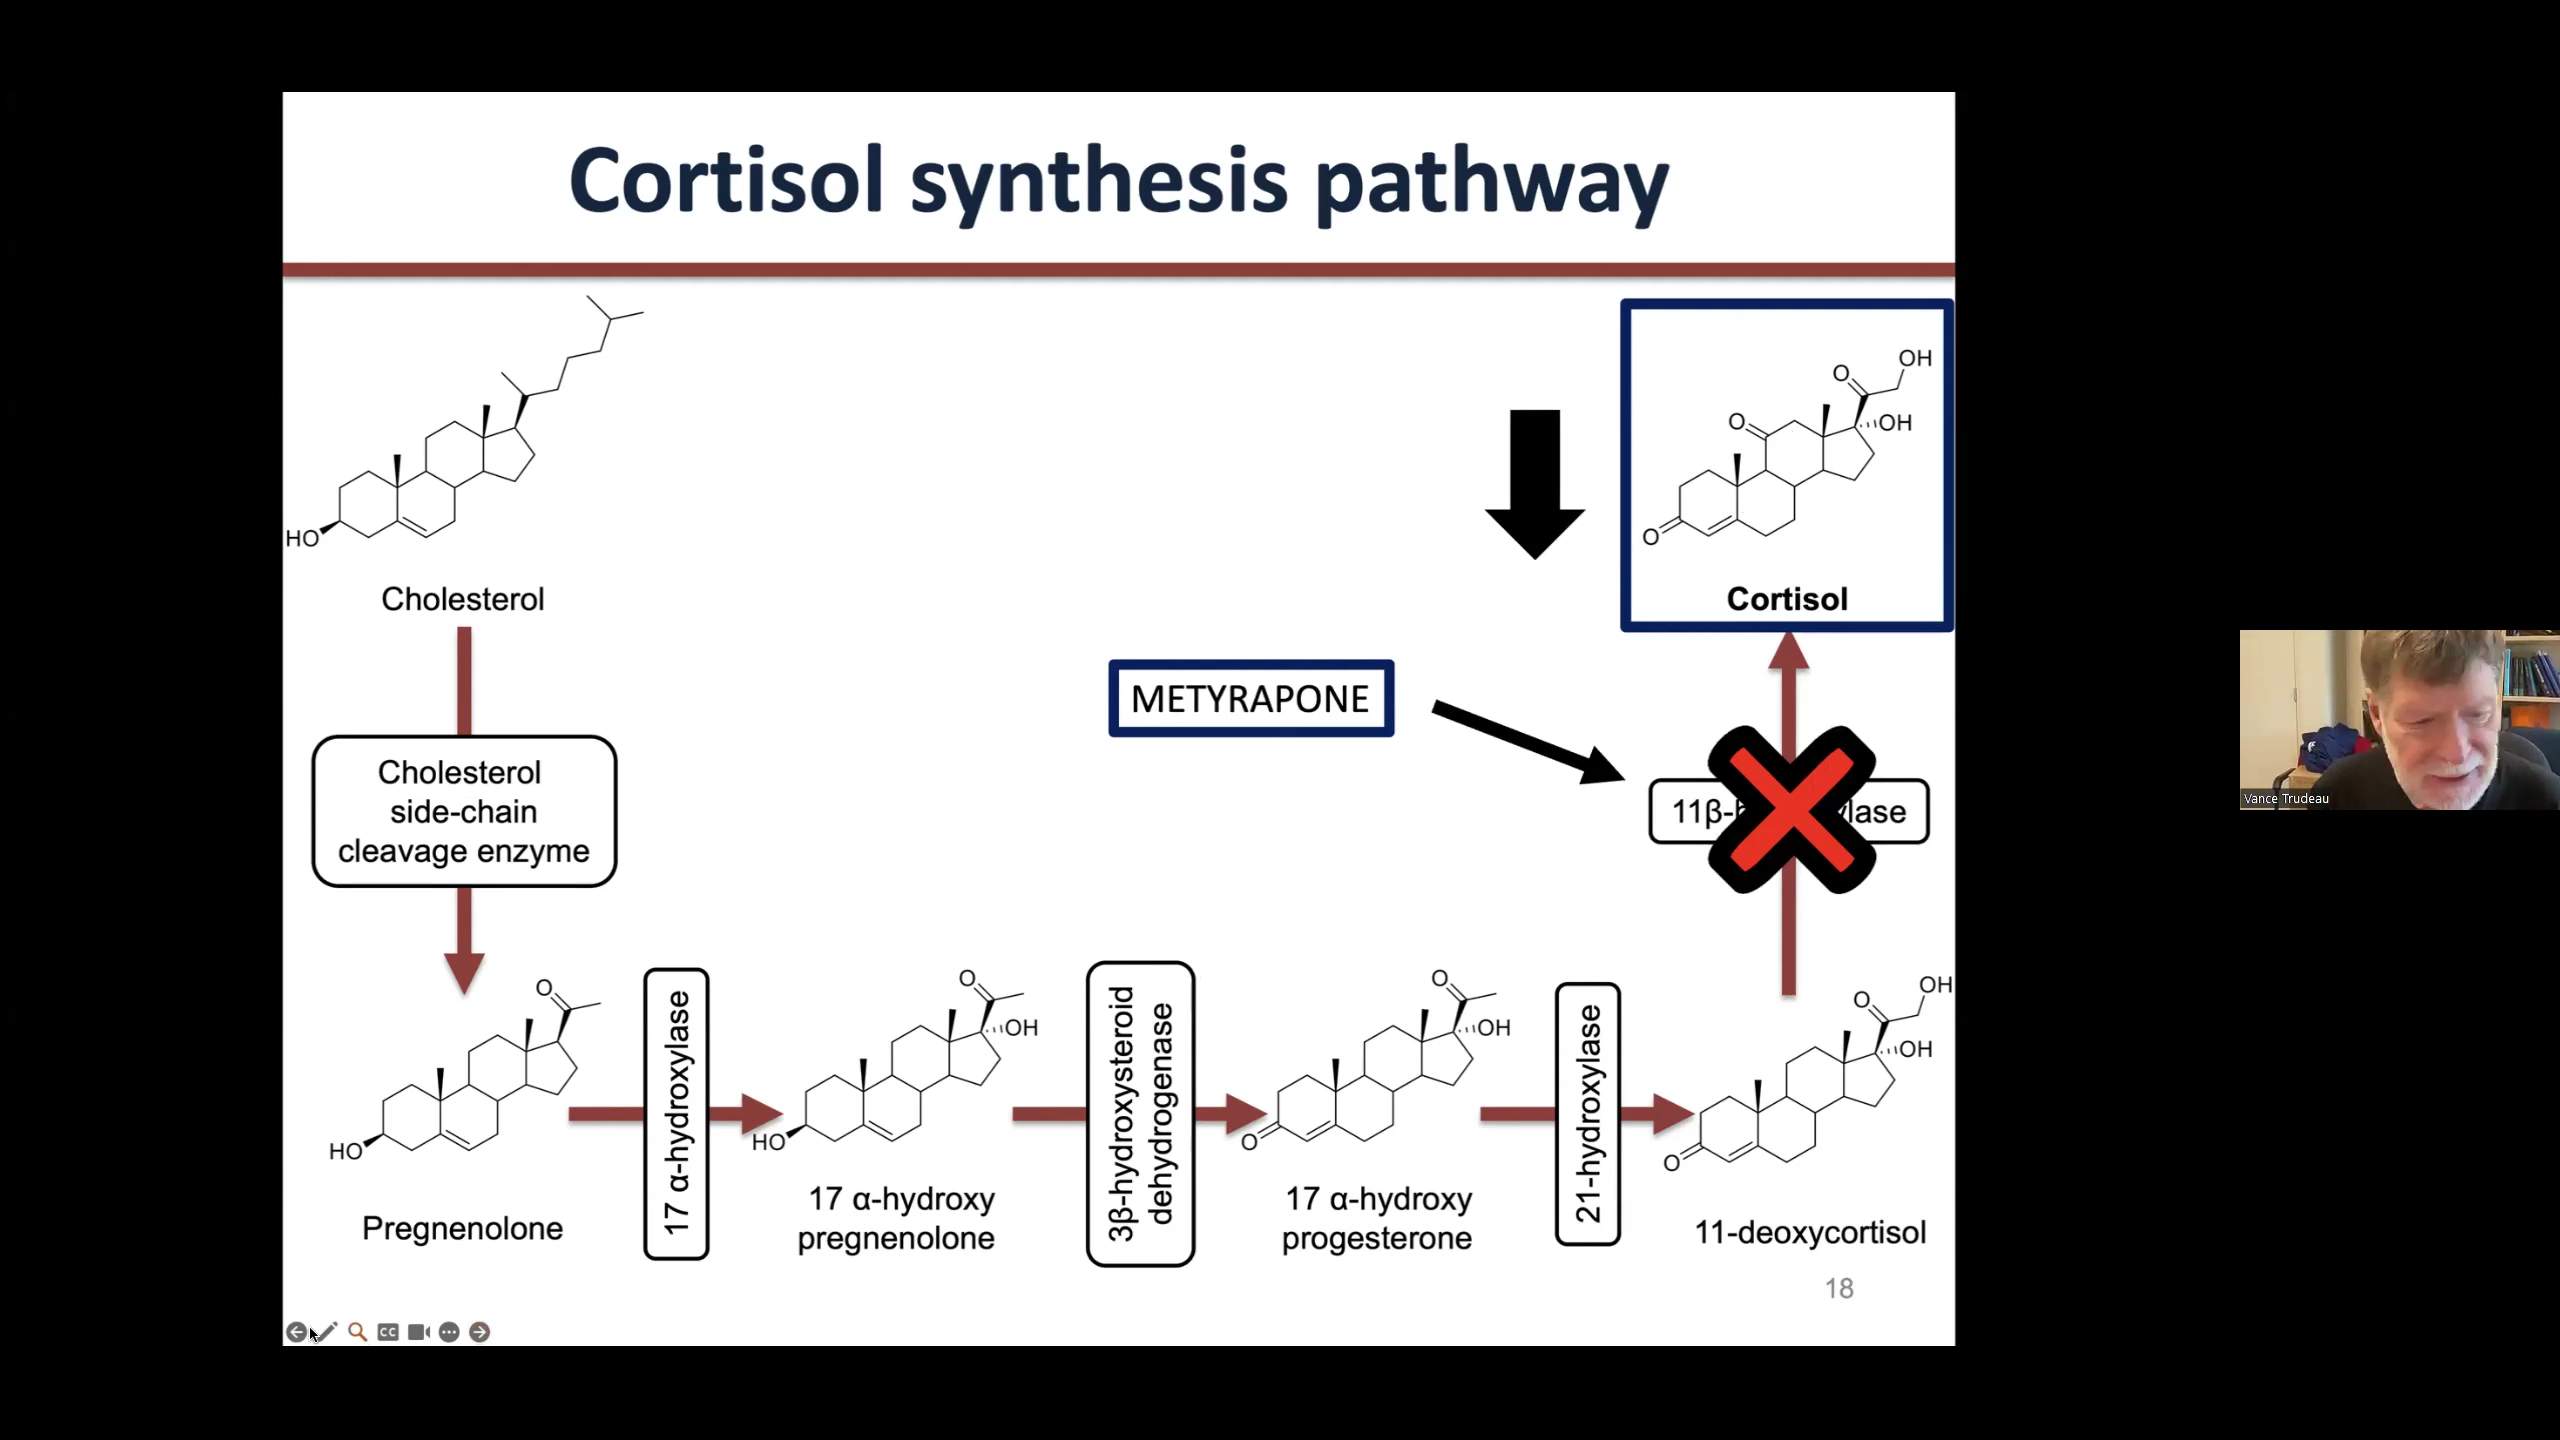 Cortisol synthesis pathway
OH
O
O
OH
O
HO
Cholesterol
Cortisol
METYRAPONE
Cholesterol
side-chain
cleavage enzyme
11β-h
lase
Vance Trudeau
O
HO
Pregnenolone
17 α-hydroxylase
O
OH
HO
17 α-hydroxy
pregnenolone
3β-hydroxysteroid
dehydrogenase
O
OH
O
17 α-hydroxy
progesterone
21-hydroxylase
OH
O
OH
O
11-deoxycortisol
18
CC